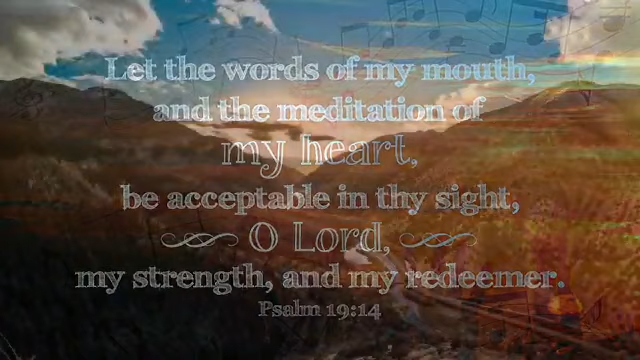 Let the words of my mouth,
and the meditation of
my heart,
be acceptable in thy sight,
O Lord,
my strength, and my redeemer.
Psalm 19:14